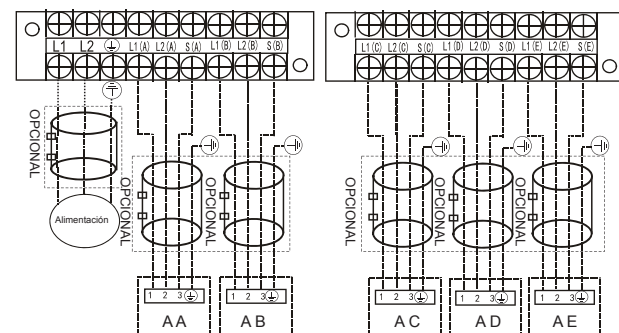 L1 L2 L1(A) L2(A) S(A) L1(B) L2(B) S(B)
L1(C) L2(C) S(C) L1(D) L2(D) S(D) L1(E) L2(E) S(E)
OPCIONAL
Alimentación
OPCIONAL
OPCIONAL
OPCIONAL
OPCIONAL
OPCIONAL
1 2 3
1 2 3
1 2 3
1 2 3
1 2 3
AA
AB
AC
AD
AE